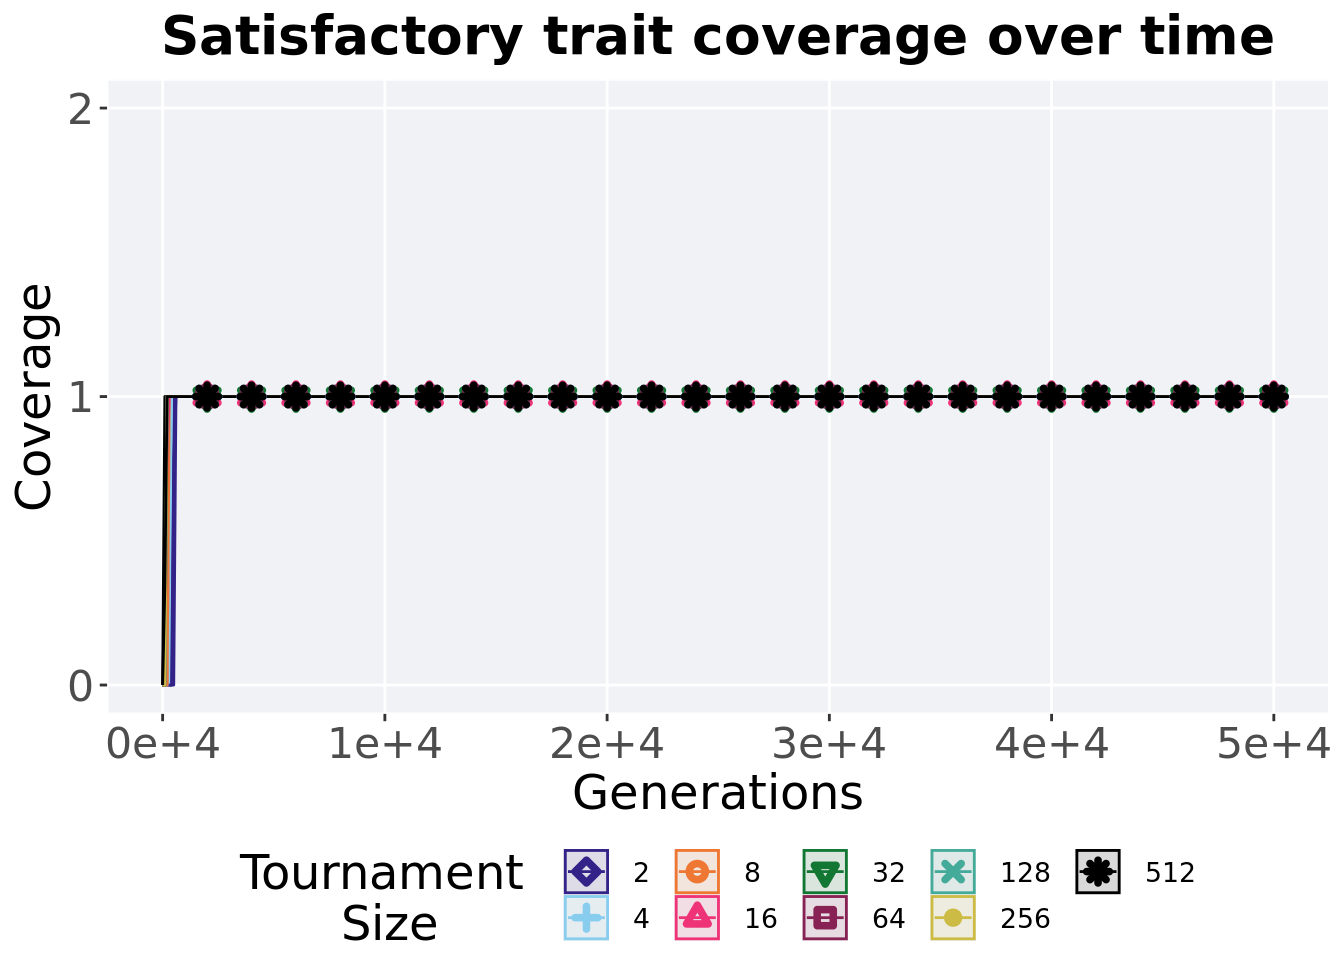 Satisfactory trait coverage over time
2
1
0
Coverage
0e+4 1e+4 2e+4 3e+4 4e+4 5e+4
Generations
Tournament
Size
2 8 32 128 512
4 16 64 256